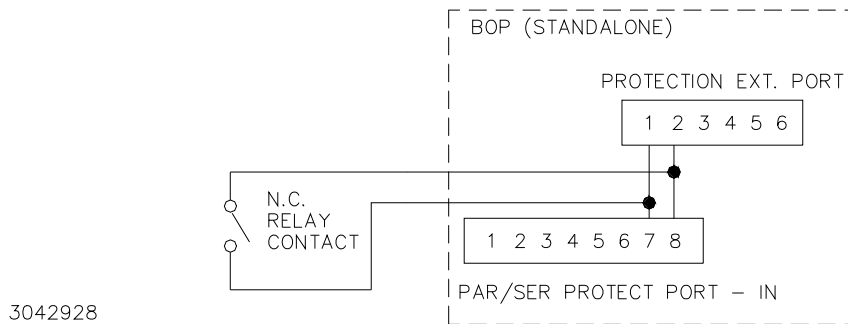 BOP (STANDALONE)
PROTECTION EXT. PORT
1 2 3 4 5 6
N.C.
RELAY
CONTACT
1 2 3 4 5 6 7 8
PAR/SER PROTECT PORT – IN
3042928